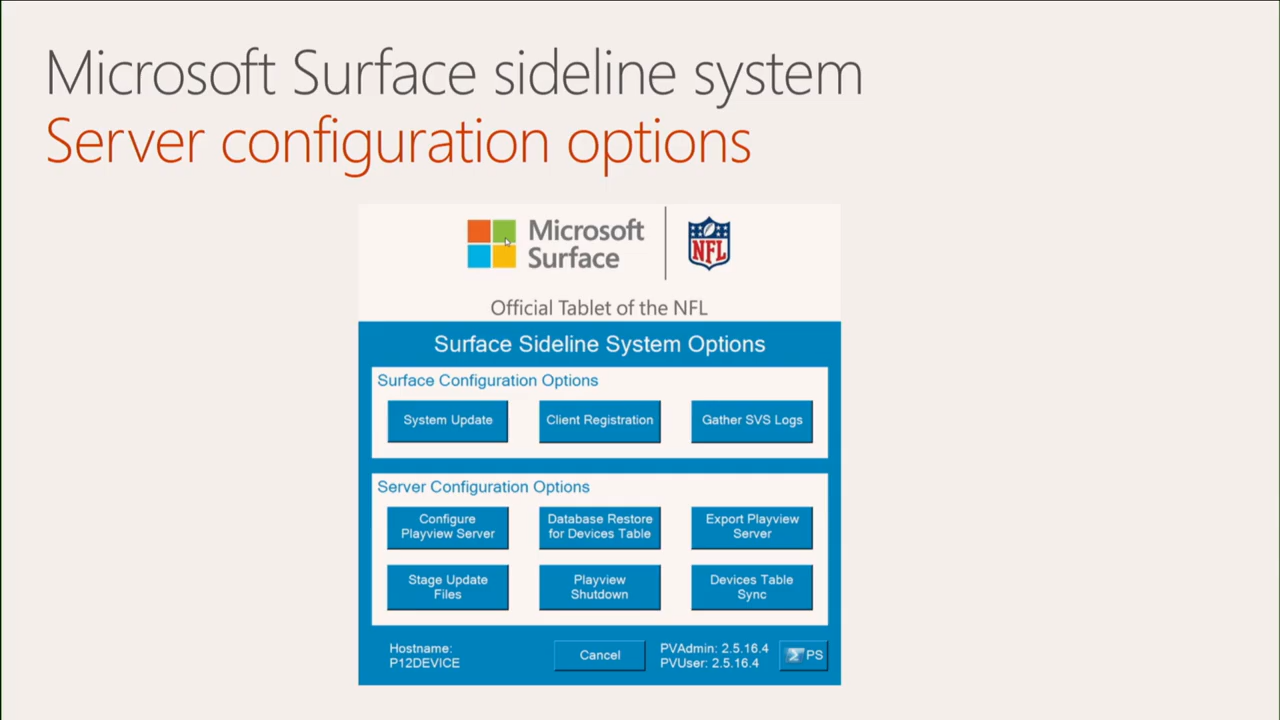 Microsoft Surface sideline system
Server configuration options
Microsoft
Surface
NFL
Official Tablet of the NFL
Surface Sideline System Options
Surface Configuration Options
System Update
Client Registration
Gather SVS Logs
Server Configuration Options
Configure
Playview Server
Database Restore
for Devices Table
Export Playview
Server
Stage Update
Files
Playview
Shutdown
Devices Table
Sync
Hostname:
P12DEVICE
Cancel
PVAdmin: 2.5.16.4
PVUser: 2.5.16.4
PS